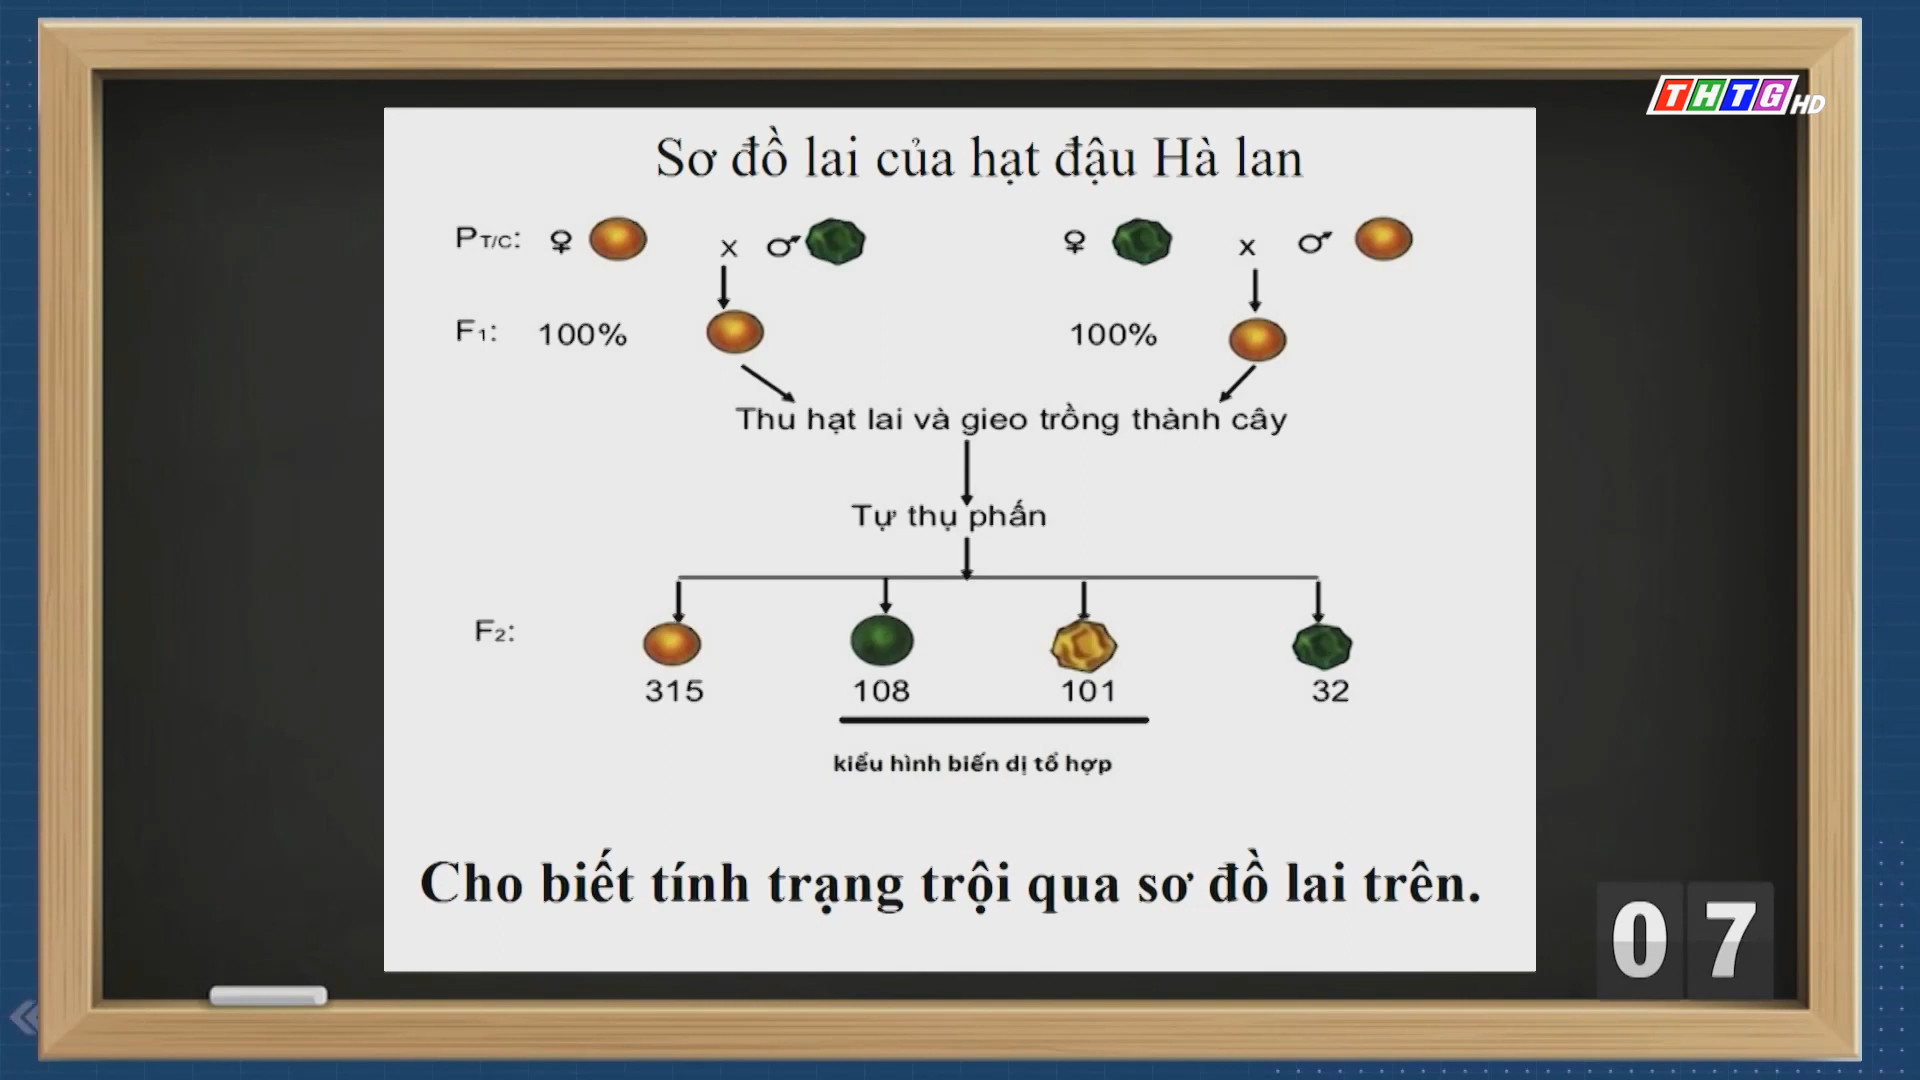 THTG HD
Sơ đồ lai của hạt đậu Hà lan
PT/C: ♀ x ♂ ♀ x ♂
F1: 100% 100%
Thu hạt lai và gieo trồng thành cây
Tự thụ phấn
F2:
315 108 101 32
kiểu hình biến dị tổ hợp
Cho biết tính trạng trội qua sơ đồ lai trên.
07